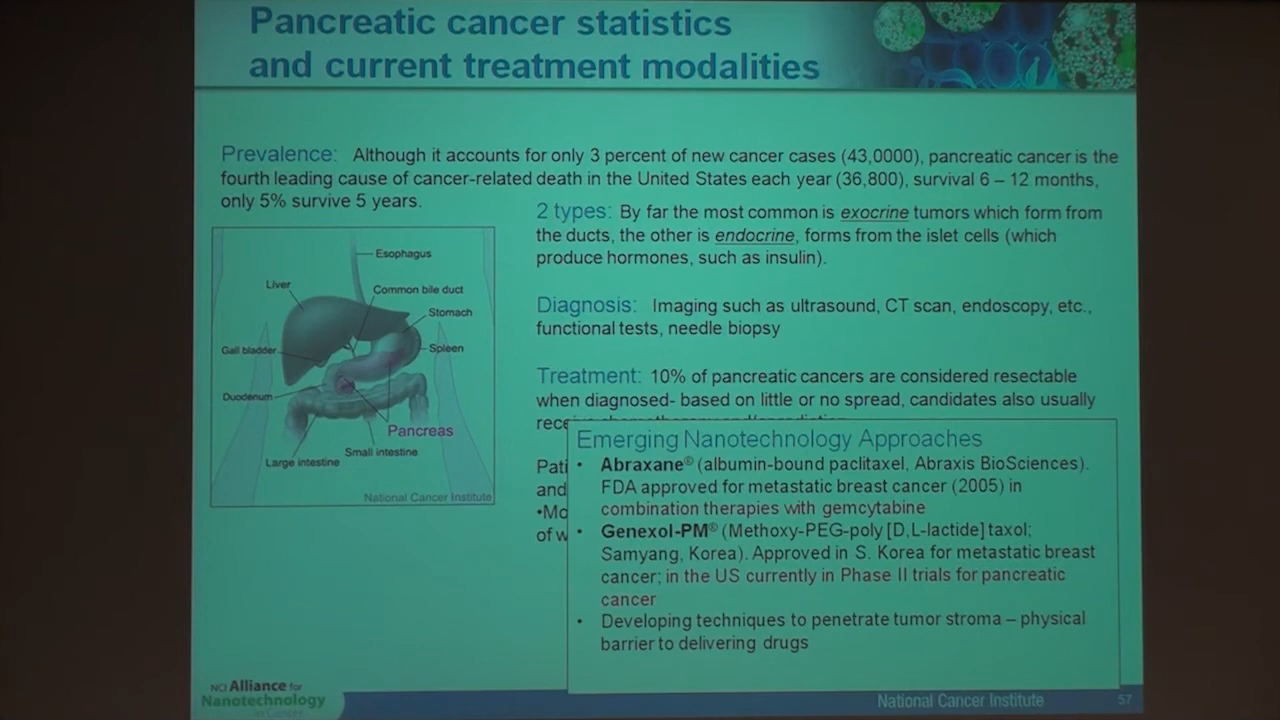 Pancreatic cancer statistics
and current treatment modalities
Prevalence: Although it accounts for only 3 percent of new cancer cases (43,0000), pancreatic cancer is the
fourth leading cause of cancer-related death in the United States each year (36,800), survival 6 – 12 months,
only 5% survive 5 years.
2 types: By far the most common is exocrine tumors which form from
the ducts, the other is endocrine, forms from the islet cells (which
produce hormones, such as insulin).
Esophagus
Liver
Common bile duct
Stomach
Gall bladder
Spleen
Duodenum
Pancreas
Small intestine
Large intestine
National Cancer Institute
Diagnosis: Imaging such as ultrasound, CT scan, endoscopy, etc.,
functional tests, needle biopsy
Treatment: 10% of pancreatic cancers are considered resectable
when diagnosed- based on little or no spread, candidates also usually
Pati
and
•Mo
of w
Emerging Nanotechnology Approaches
• Abraxane® (albumin-bound paclitaxel, Abraxis BioSciences).
FDA approved for metastatic breast cancer (2005) in
combination therapies with gemcytabine
• Genexol-PM® (Methoxy-PEG-poly[D,L-lactide]taxol;
Samyang, Korea). Approved in S. Korea for metastatic breast
cancer; in the US currently in Phase II trials for pancreatic
cancer
• Developing techniques to penetrate tumor stroma – physical
barrier to delivering drugs
NCI Alliance for
Nanotechnology
in Cancer
National Cancer Institute
57